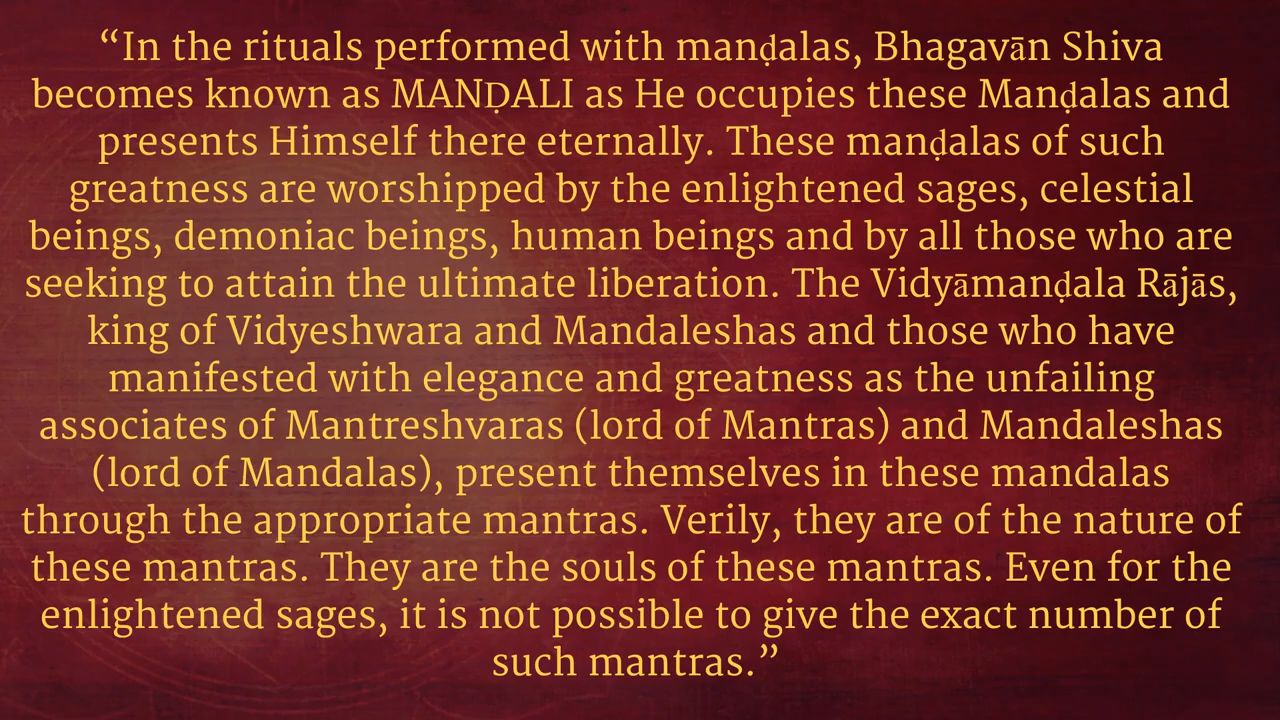 “In the rituals performed with manḍalas, Bhagavān Shiva
becomes known as MANḌALI as He occupies these Manḍalas and
presents Himself there eternally. These manḍalas of such
greatness are worshipped by the enlightened sages, celestial
beings, demoniac beings, human beings and by all those who are
seeking to attain the ultimate liberation. The Vidyāmanḍala Rājās,
king of Vidyeshwara and Mandaleshas and those who have
manifested with elegance and greatness as the unfailing
associates of Mantreshvaras (lord of Mantras) and Mandaleshas
(lord of Mandalas), present themselves in these mandalas
through the appropriate mantras. Verily, they are of the nature of
these mantras. They are the souls of these mantras. Even for the
enlightened sages, it is not possible to give the exact number of
such mantras.”